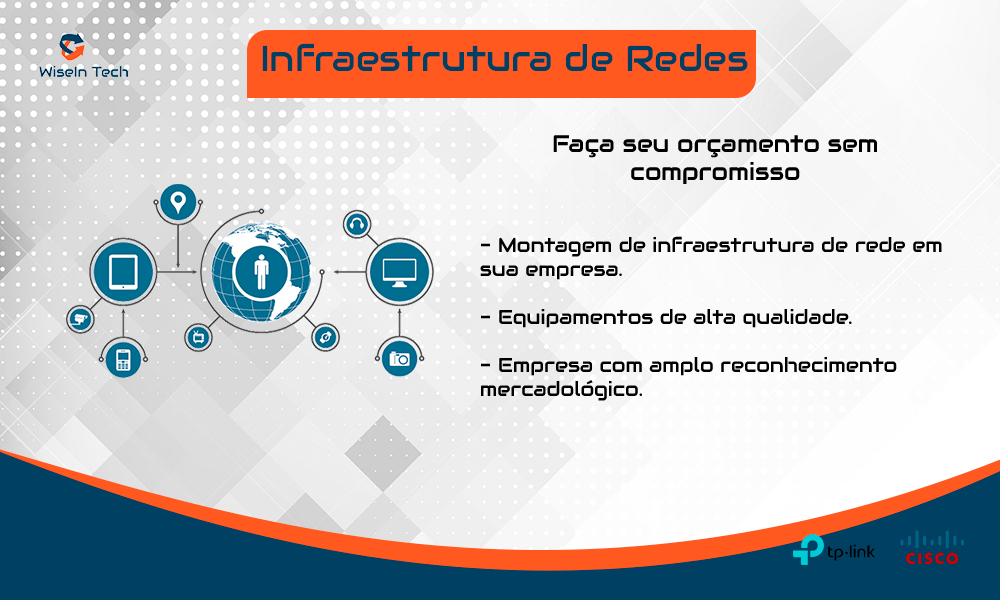 WiseIn Tech
Infraestrutura de Redes
Faça seu orçamento sem
compromisso
- Montagem de infraestrutura de rede em
sua empresa.
- Equipamentos de alta qualidade.
- Empresa com amplo reconhecimento
mercadológico.
tp-link
CISCO